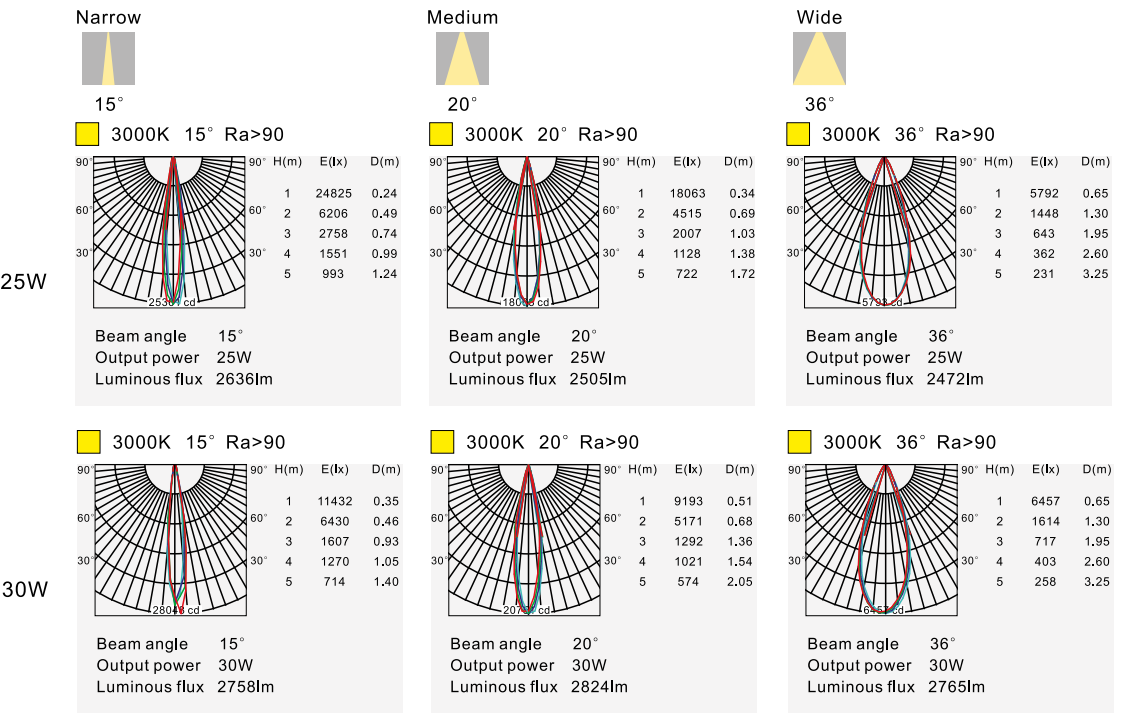 Narrow Medium Wide
15° 20° 36°
25W
3000K 15° Ra>90
90° 90° H(m) E(lx) D(m)
1 24825 0.24
60° 60° 2 6206 0.49
3 2758 0.74
30° 30° 4 1551 0.99
5 993 1.24
cd
Beam angle 15°
Output power 25W
Luminous flux 2636lm
3000K 20° Ra>90
90° 90° H(m) E(lx) D(m)
1 18063 0.34
60° 60° 2 4515 0.69
3 2007 1.03
30° 30° 4 1128 1.38
5 722 1.72
cd
Beam angle 20°
Output power 25W
Luminous flux 2505lm
3000K 36° Ra>90
90° 90° H(m) E(lx) D(m)
1 5792 0.65
60° 60° 2 1448 1.30
3 643 1.95
30° 30° 4 362 2.60
5 231 3.25
5793 cd
Beam angle 36°
Output power 25W
Luminous flux 2472lm
30W
3000K 15° Ra>90
90° 90° H(m) E(lx) D(m)
1 11432 0.35
60° 60° 2 6430 0.46
3 1607 0.93
30° 30° 4 1270 1.05
5 714 1.40
cd
Beam angle 15°
Output power 30W
Luminous flux 2758lm
3000K 20° Ra>90
90° 90° H(m) E(lx) D(m)
1 9193 0.51
60° 60° 2 5171 0.68
3 1292 1.36
30° 30° 4 1021 1.54
5 574 2.05
cd
Beam angle 20°
Output power 30W
Luminous flux 2824lm
3000K 36° Ra>90
90° 90° H(m) E(lx) D(m)
1 6457 0.65
60° 60° 2 1614 1.30
3 717 1.95
30° 30° 4 403 2.60
5 258 3.25
6457 cd
Beam angle 36°
Output power 30W
Luminous flux 2765lm